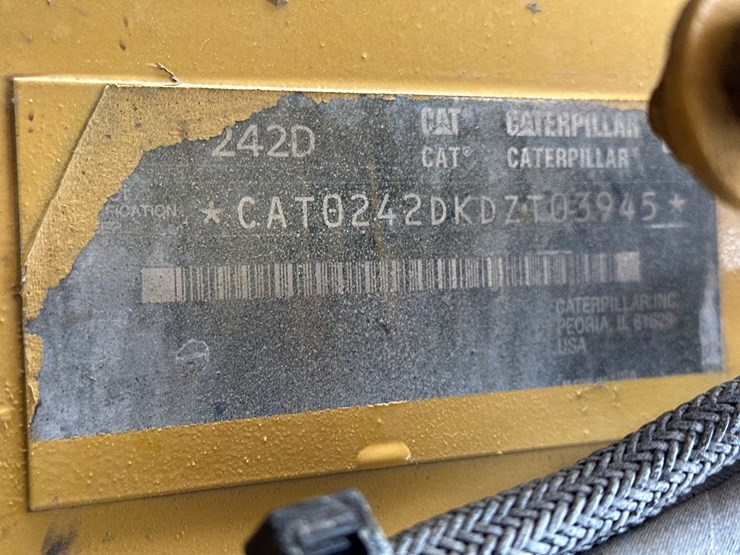 242D
CAT CATERPILLAR
CAT® CATERPILLAR
*CAT0242DKDZT03945*
CATERPILLAR INC.
PEORIA, IL 61629
USA